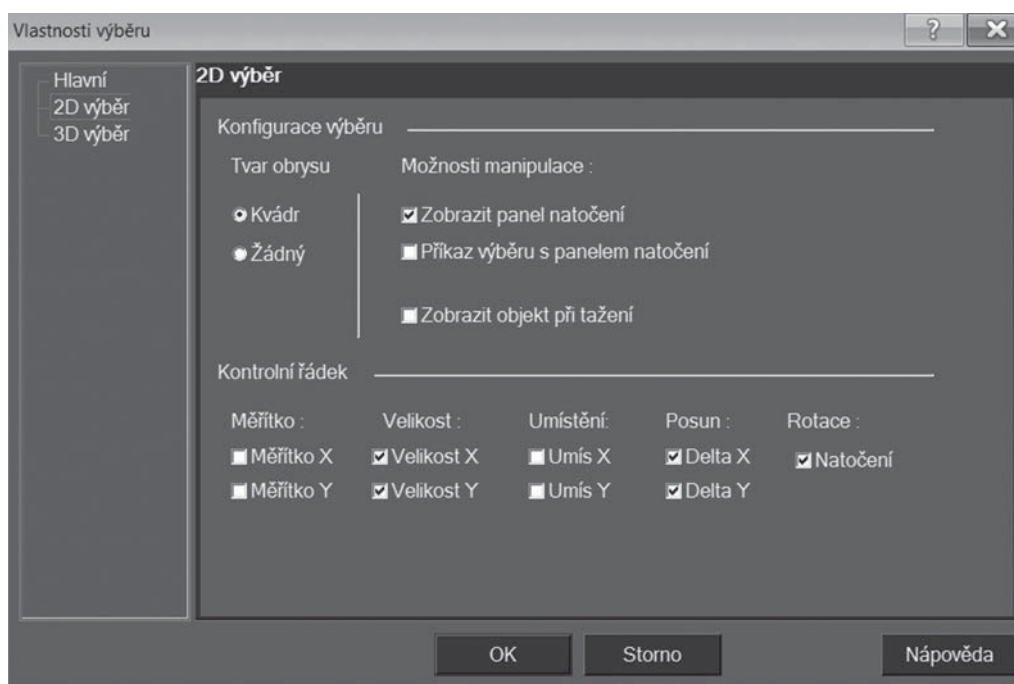 Vlastnosti výběru
Hlavní
2D výběr
3D výběr
2D výběr
Konfigurace výběru
Tvar obrysu
Možnosti manipulace :
Kvádr
Zobrazit panel natočení
Žádný
Příkaz výběru s panelem natočení
Zobrazit objekt při tažení
Kontrolní řádek
Měřítko : Velikost : Umístění: Posun : Rotace :
Měřítko X Velikost X Umís X Delta X Natočení
Měřítko Y Velikost Y Umís Y Delta Y
OK Storno Nápověda